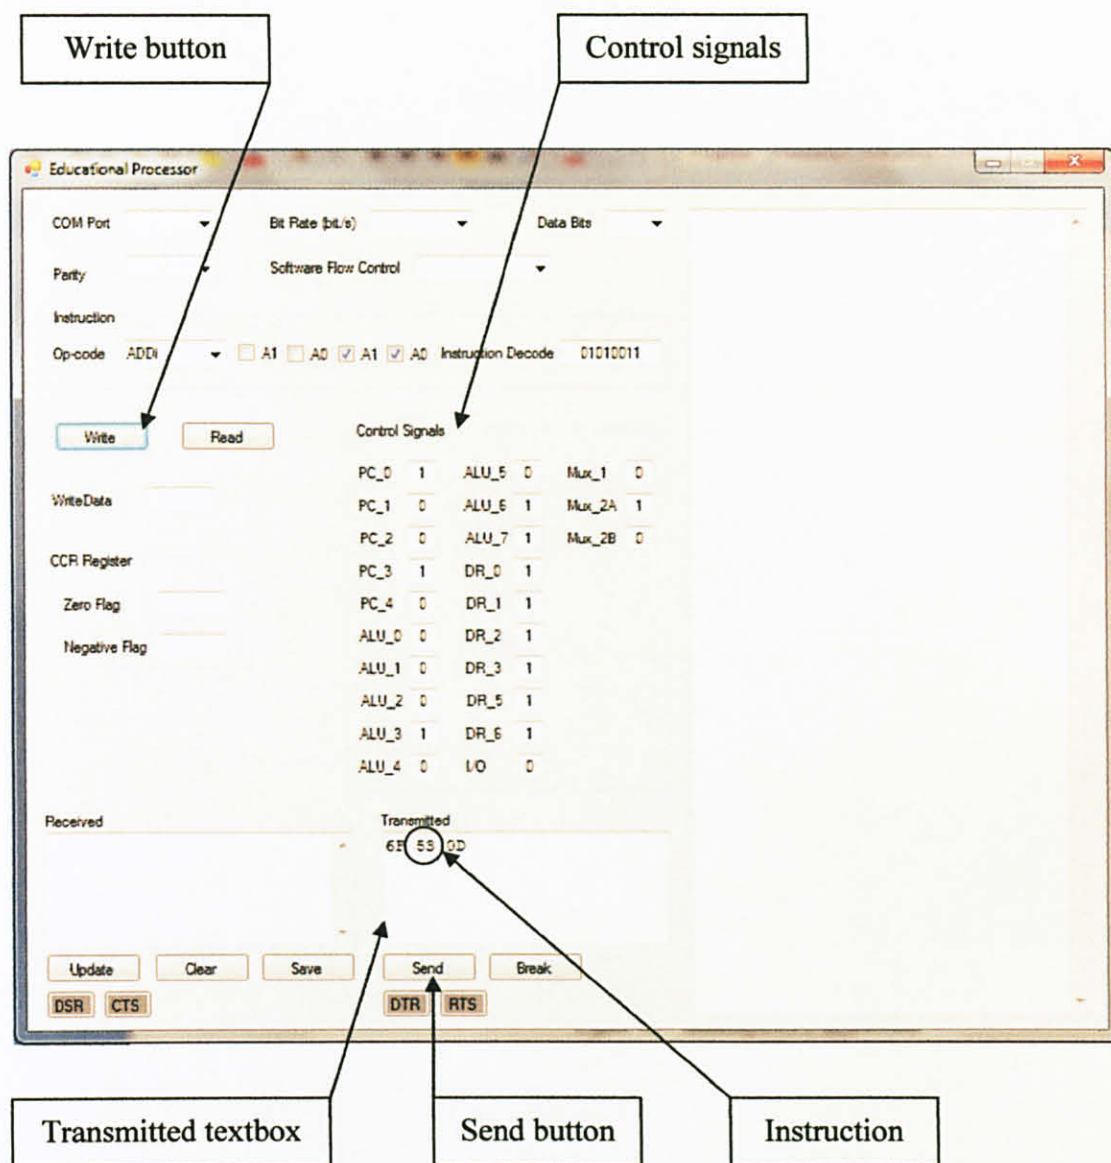 Write button Control signals
Educational Processor
COM Port Bit Rate (bit/s) Data Bits
Parity Software Flow Control
Instruction
Op-code ADDi A1 A0 A1 A0 Instruction Decode 01010011
Write Read Control Signals
PC_0 1 ALU_5 0 Mux_1 0
WriteData PC_1 0 ALU_6 1 Mux_2A 1
PC_2 0 ALU_7 1 Mux_2B 0
CCR Register PC_3 1 DR_0 1
Zero Flag PC_4 0 DR_1 1
Negative Flag ALU_0 0 DR_2 1
ALU_1 0 DR_3 1
ALU_2 0 DR_5 1
ALU_3 1 DR_6 1
ALU_4 0 I/O 0
Received Transmitted
53 0D
Update Clear Save Send Break
DSR CTS DTR RTS
Transmitted textbox Send button Instruction